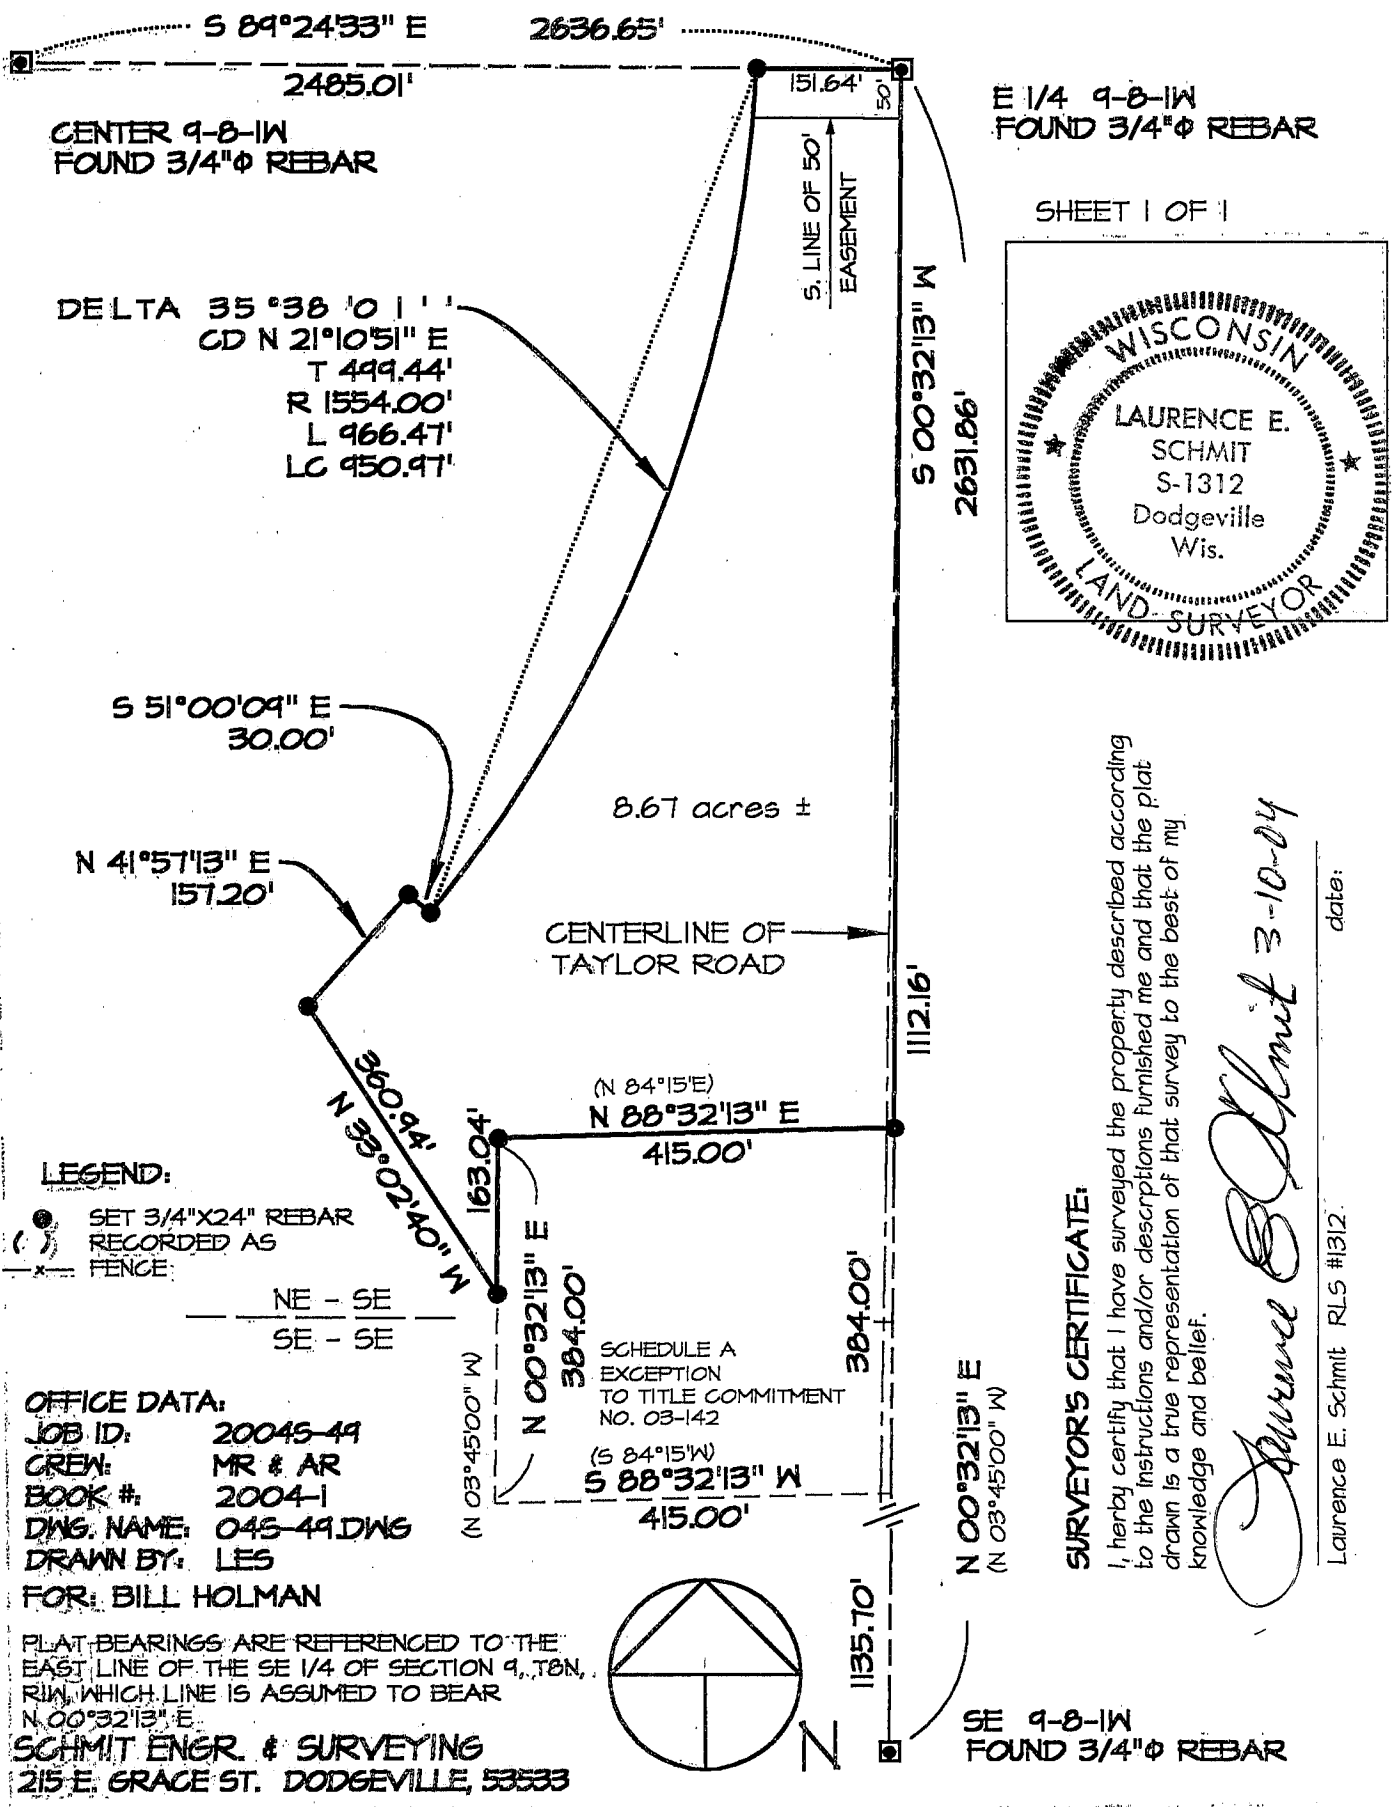 S 89°24'33" E 2636.65'
2485.01'
151.64'
50'
CENTER 9-8-1W
FOUND 3/4"Φ REBAR
E 1/4 9-8-1W
FOUND 3/4"Φ REBAR
SHEET 1 OF 1
S. LINE OF 50'
EASEMENT
WISCONSIN
LAURENCE E.
SCHMIT
S-1312
Dodgeville
Wis.
LAND SURVEYOR
DELTA 35°38'01''
CD N 21°10'51" E
T 499.44'
R 1554.00'
L 966.47'
LC 950.97'
S 00°32'13" W
2631.86'
S 51°00'09" E
30.00'
8.67 acres ±
N 41°57'13" E
157.20'
CENTERLINE OF
TAYLOR ROAD
1112.16'
360.94'
N 33°02'40" W
163.04'
(N 84°15'E)
N 88°32'13" E
415.00'
LEGEND:
SET 3/4"X24" REBAR
( ) RECORDED AS
—x— FENCE
NE - SE
SE - SE
N 00°32'13" E
384.00'
(N 03°45'00" W)
SCHEDULE A
EXCEPTION
TO TITLE COMMITMENT
NO. 03-142
384.00'
(S 84°15'W)
S 88°32'13" W
415.00'
N 00°32'13" E
(N 03°45'00" W)
1135.70'
OFFICE DATA:
JOB ID: 2004S-49
CREW: MR & AR
BOOK #: 2004-1
DWG. NAME: 04S-49.DWG
DRAWN BY: LES
FOR: BILL HOLMAN
PLAT BEARINGS ARE REFERENCED TO THE
EAST LINE OF THE SE 1/4 OF SECTION 9, T8N,
R1W, WHICH LINE IS ASSUMED TO BEAR
N 00°32'13" E
SCHMIT ENGR. & SURVEYING
215 E. GRACE ST. DODGEVILLE, 53533
N
SE 9-8-1W
FOUND 3/4"Φ REBAR
SURVEYOR'S CERTIFICATE:
I, herby certify that I have surveyed the property described according
to the instructions and/or descriptions furnished me and that the plat
drawn is a true representation of that survey to the best of my
knowledge and belief.
Laurence E Schmit 3-10-04
Laurence E. Schmit RLS #1312 date: